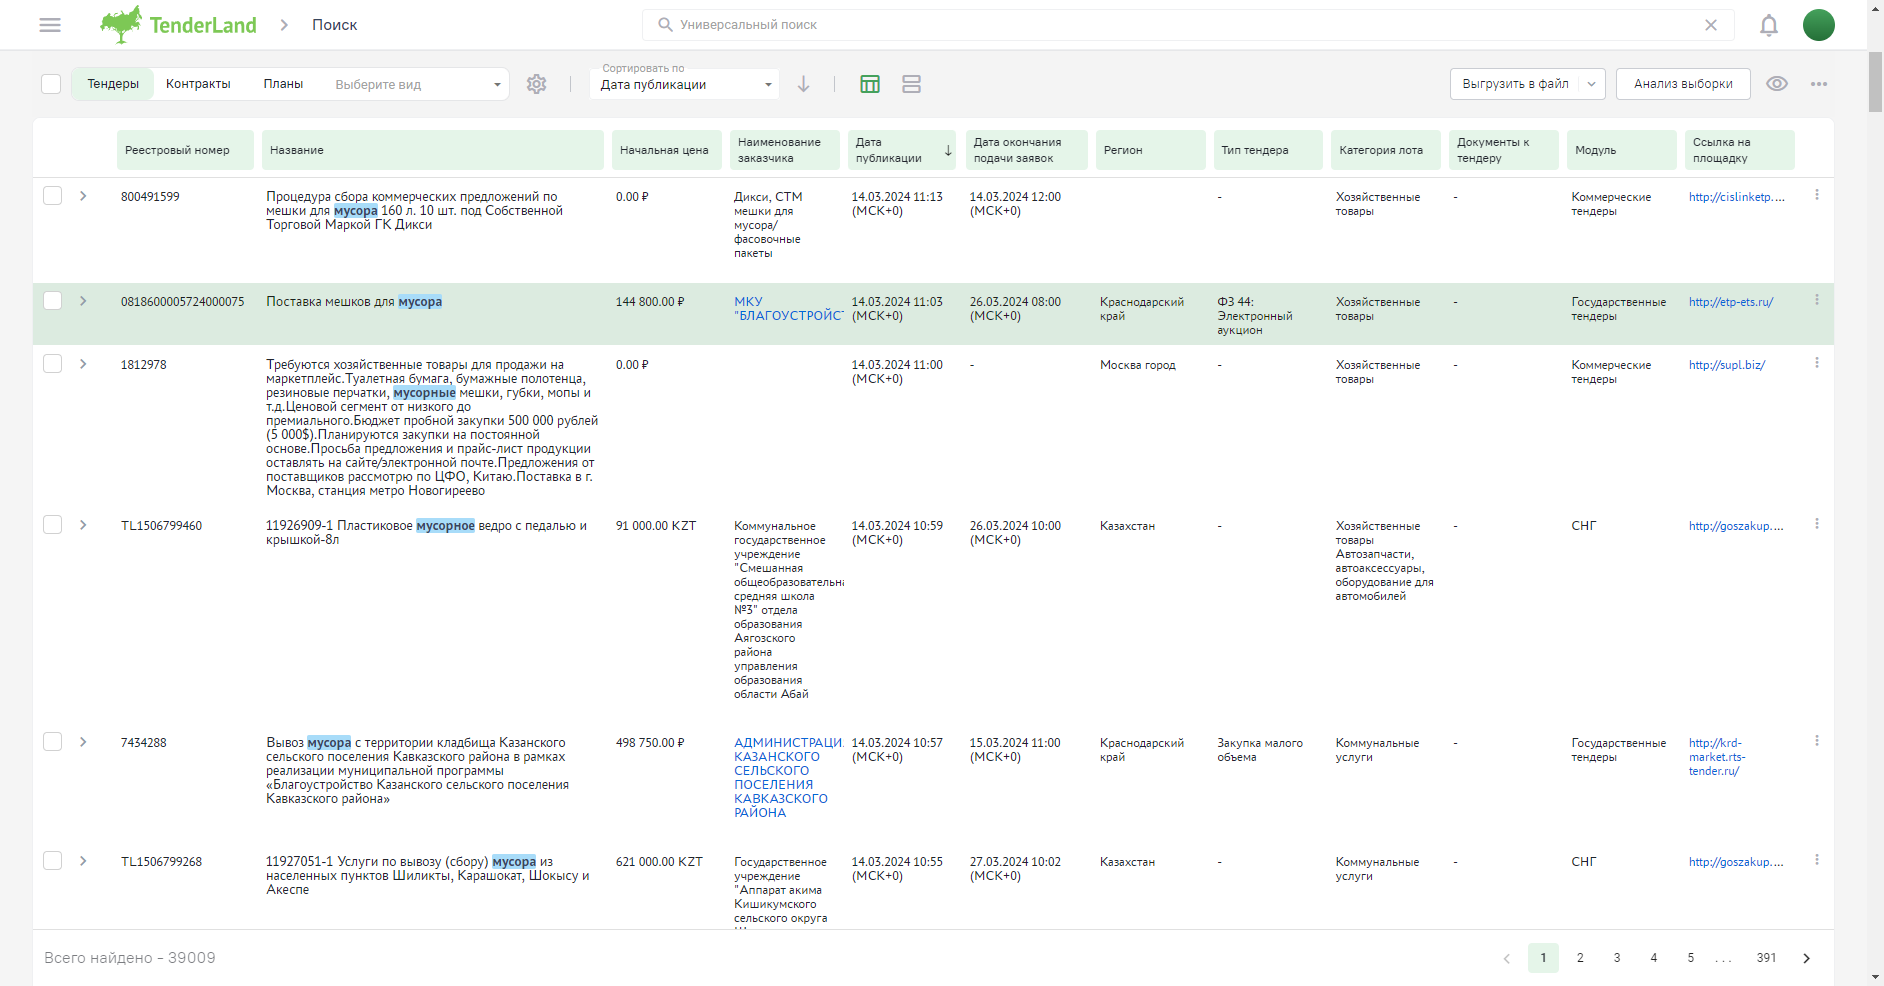 TenderLand
Поиск
Универсальный поиск
Тендеры
Контракты
Планы
Выберите вид
Сортировать по
Дата публикации
Выгрузить в файл
Анализ выборки
Реестровый номер
Название
Начальная цена
Наименование
заказчика
Дата
публикации
Дата окончания
подачи заявок
Регион
Тип тендера
Категория лота
Документы к
тендеру
Модуль
Ссылка на
площадку
800491599
Процедура сбора коммерческих предложений по
мешки для мусора 160 л. 10 шт. под Собственной
Торговой Маркой ГК Дикси
0.00 ₽
Дикси, СТМ
мешки для
мусора/
фасовочные
пакеты
14.03.2024 11:13
(МСК+0)
14.03.2024 12:00
(МСК+0)
-
Хозяйственные
товары
-
Коммерческие
тендеры
http://cislinketp. ...
0818600005724000075
Поставка мешков для мусора
144 800.00 ₽
МКУ
"БЛАГОУСТРОЙСТ
14.03.2024 11:03
(МСК+0)
26.03.2024 08:00
(МСК+0)
Краснодарский
край
ФЗ 44:
Электронный
аукцион
Хозяйственные
товары
-
Государственные
тендеры
http://etp-ets.ru/
1812978
Требуются хозяйственные товары для продажи на
маркетплейс.Туалетная бумага, бумажные полотенца,
резиновые перчатки, мусорные мешки, губки, мопы и
т.д.Ценовой сегмент от низкого до
премиального.Бюджет пробной закупки 500 000 рублей
(5 000$).Планируются закупки на постоянной
основе.Просьба предложения и прайс-лист продукции
оставлять на сайте/электронной почте.Предложения от
поставщиков рассмотрю по ЦФО, Китаю.Поставка в г.
Москва, станция метро Новогиреево
0.00 ₽
14.03.2024 11:00
(МСК+0)
-
Москва город
-
Хозяйственные
товары
-
Коммерческие
тендеры
http://supl.biz/
TL1506799460
11926909-1 Пластиковое мусорное ведро с педалью и
крышкой-8л
91 000.00 KZT
Коммунальное
государственное
учреждение
"Смешанная
общеобразовательна
средняя школа
№3" отдела
образования
Аягозского
района
управления
образования
области Абай
14.03.2024 10:59
(МСК+0)
26.03.2024 10:00
(МСК+0)
Казахстан
-
Хозяйственные
товары
Автозапчасти,
автоаксессуары,
оборудование для
автомобилей
-
СНГ
http://goszakup. ...
7434288
Вывоз мусора с территории кладбища Казанского
сельского поселения Кавказского района в рамках
реализации муниципальной программы
«Благоустройство Казанского сельского поселения
Кавказского района»
498 750.00 ₽
АДМИНИСТРАЦИ
КАЗАНСКОГО
СЕЛЬСКОГО
ПОСЕЛЕНИЯ
КАВКАЗСКОГО
РАЙОНА
14.03.2024 10:57
(МСК+0)
15.03.2024 11:00
(МСК+0)
Краснодарский
край
Закупка малого
объема
Коммунальные
услуги
-
Государственные
тендеры
http://krd-
market.rts-
tender.ru/
TL1506799268
11927051-1 Услуги по вывозу (сбору) мусора из
населенных пунктов Шиликты, Карашокат, Шокысу и
Акеспе
621 000.00 KZT
Государственное
учреждение
"Аппарат акима
Кишикумского
сельского округа
14.03.2024 10:55
(МСК+0)
27.03.2024 10:02
(МСК+0)
Казахстан
-
Коммунальные
услуги
-
СНГ
http://goszakup. ...
Всего найдено - 39009
1 2 3 4 5 ... 391